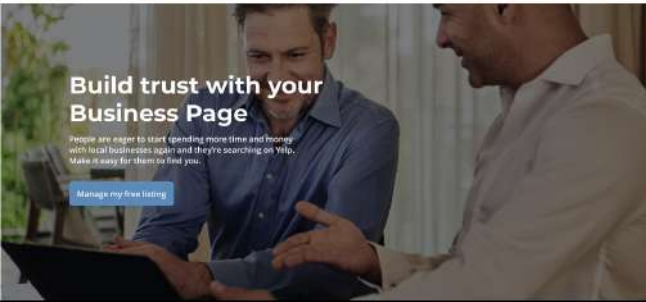 Build trust with your
Business Page
People are eager to start spending more time and money
with local businesses again and they're searching on Yelp.
Make it easy for them to find you.
Manage my free listing